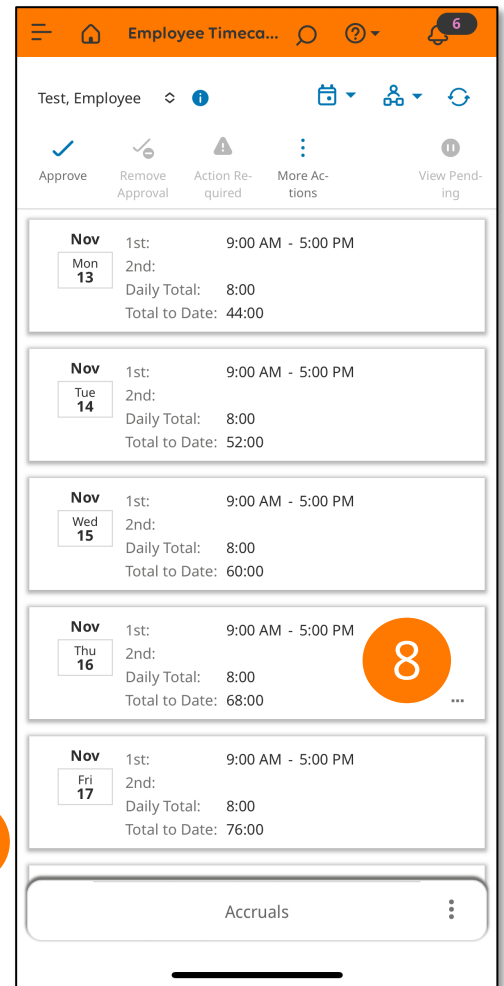 Employee Timeca... 6
Test, Employee
Approve Remove Approval Action Re-quired More Ac-tions View Pend-ing
Nov
Mon
13
1st: 9:00 AM - 5:00 PM
2nd:
Daily Total: 8:00
Total to Date: 44:00
Nov
Tue
14
1st: 9:00 AM - 5:00 PM
2nd:
Daily Total: 8:00
Total to Date: 52:00
Nov
Wed
15
1st: 9:00 AM - 5:00 PM
2nd:
Daily Total: 8:00
Total to Date: 60:00
Nov
Thu
16
1st: 9:00 AM - 5:00 PM
2nd:
Daily Total: 8:00
Total to Date: 68:00
8
...
Nov
Fri
17
1st: 9:00 AM - 5:00 PM
2nd:
Daily Total: 8:00
Total to Date: 76:00
Accruals